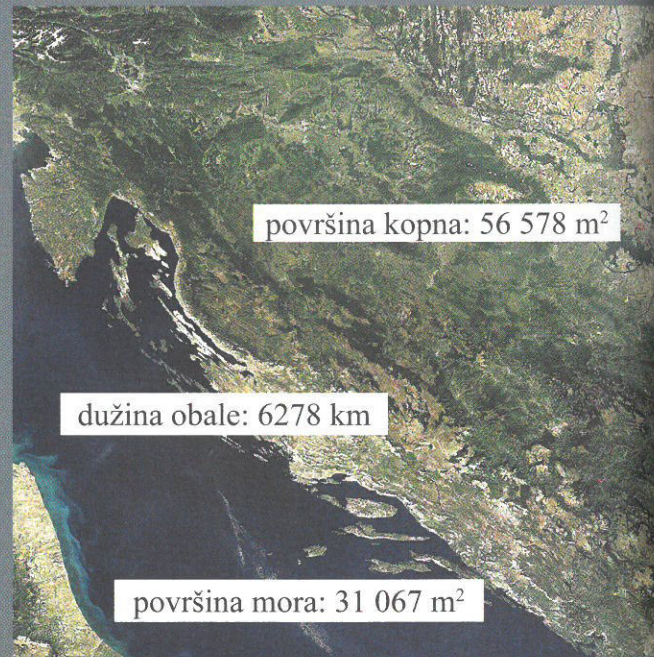 površina kopna: 56 578 m²
dužina obale: 6278 km
površina mora: 31 067 m²